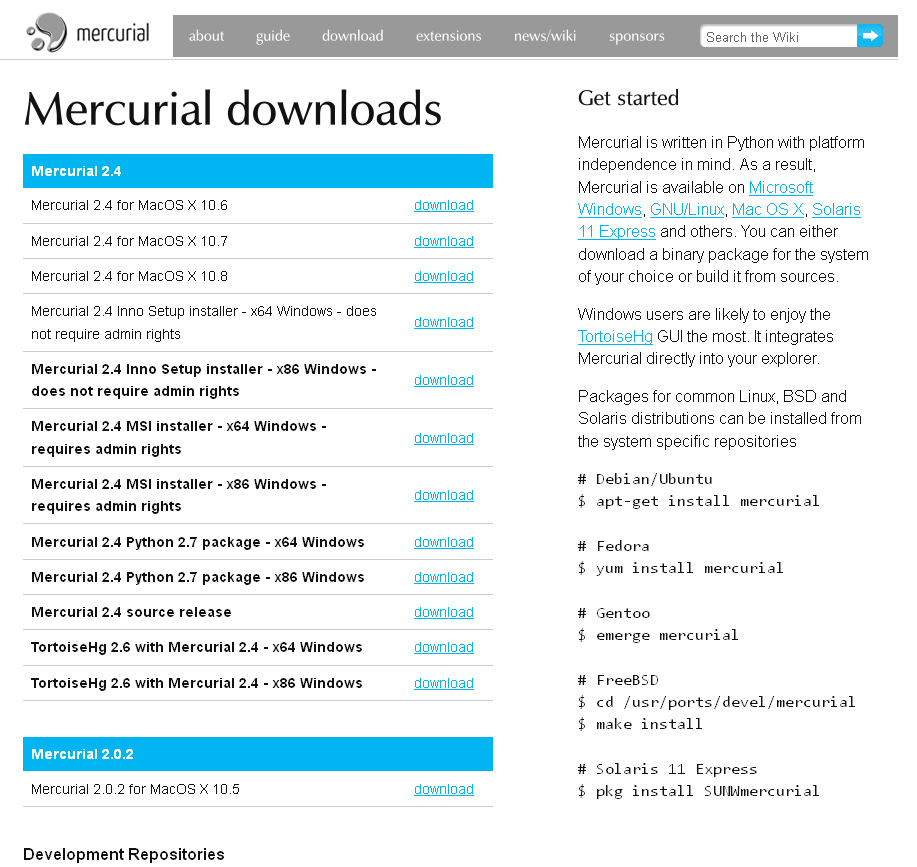 mercurial
about guide download extensions news/wiki sponsors Search the Wiki
Mercurial downloads
Mercurial 2.4
Mercurial 2.4 for MacOS X 10.6 download
Mercurial 2.4 for MacOS X 10.7 download
Mercurial 2.4 for MacOS X 10.8 download
Mercurial 2.4 Inno Setup installer - x64 Windows - does
not require admin rights
download
Mercurial 2.4 Inno Setup installer - x86 Windows -
does not require admin rights
download
Mercurial 2.4 MSI installer - x64 Windows -
requires admin rights
download
Mercurial 2.4 MSI installer - x86 Windows -
requires admin rights
download
Mercurial 2.4 Python 2.7 package - x64 Windows download
Mercurial 2.4 Python 2.7 package - x86 Windows download
Mercurial 2.4 source release download
TortoiseHg 2.6 with Mercurial 2.4 - x64 Windows download
TortoiseHg 2.6 with Mercurial 2.4 - x86 Windows download
Mercurial 2.0.2
Mercurial 2.0.2 for MacOS X 10.5 download
Development Repositories
Get started
Mercurial is written in Python with platform
independence in mind. As a result,
Mercurial is available on Microsoft
Windows, GNU/Linux, Mac OS X, Solaris
11 Express and others. You can either
download a binary package for the system
of your choice or build it from sources.
Windows users are likely to enjoy the
TortoiseHg GUI the most. It integrates
Mercurial directly into your explorer.
Packages for common Linux, BSD and
Solaris distributions can be installed from
the system specific repositories
# Debian/Ubuntu
$ apt-get install mercurial
# Fedora
$ yum install mercurial
# Gentoo
$ emerge mercurial
# FreeBSD
$ cd /usr/ports/devel/mercurial
$ make install
# Solaris 11 Express
$ pkg install SUNWmercurial